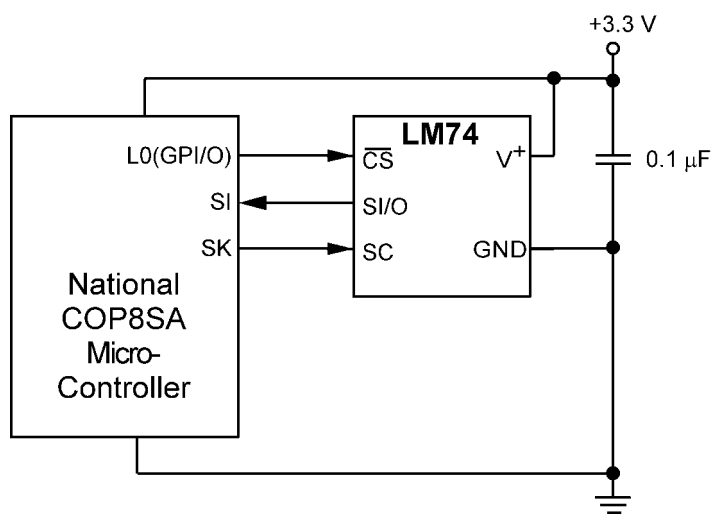 +3.3 V
LM74
L0(GPI/O)
CS
V+
0.1 µF
SI
SI/O
SK
SC
GND
National
COP8SA
Micro-
Controller